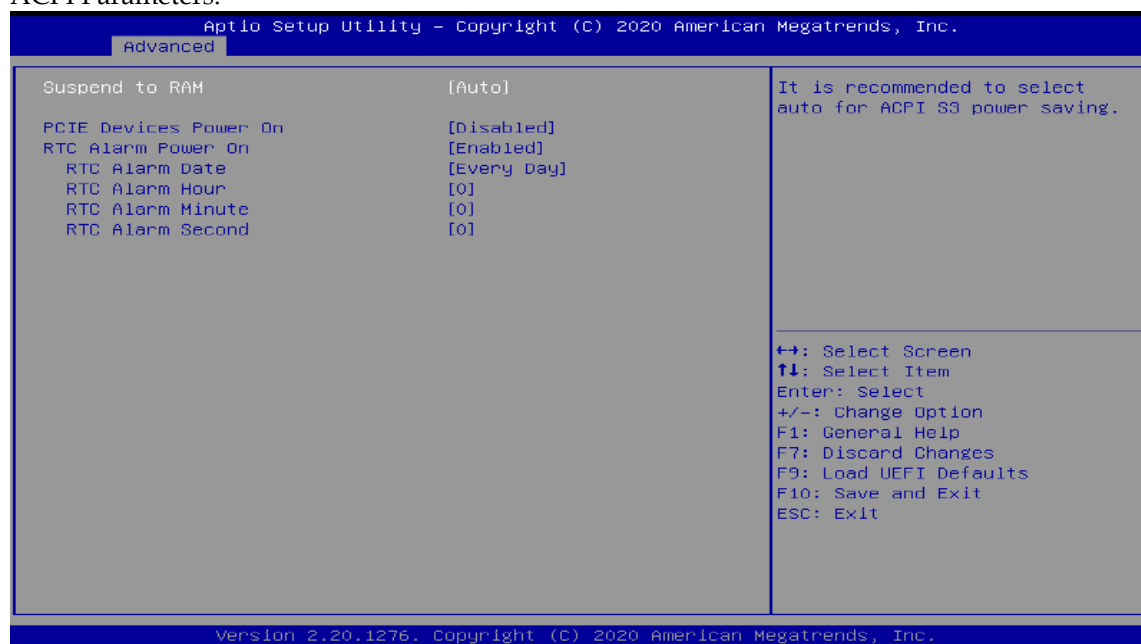 ACPI Parameters.
Aptio Setup Utility – Copyright (C) 2020 American Megatrends, Inc.
Advanced
Suspend to RAM [Auto]
PCIE Devices Power On [Disabled]
RTC Alarm Power On [Enabled]
RTC Alarm Date [Every Day]
RTC Alarm Hour [0]
RTC Alarm Minute [0]
RTC Alarm Second [0]
It is recommended to select
auto for ACPI S3 power saving.
↔: Select Screen
↑↓: Select Item
Enter: Select
+/-: Change Option
F1: General Help
F7: Discard Changes
F9: Load UEFI Defaults
F10: Save and Exit
ESC: Exit
Version 2.20.1276. Copyright (C) 2020 American Megatrends, Inc.